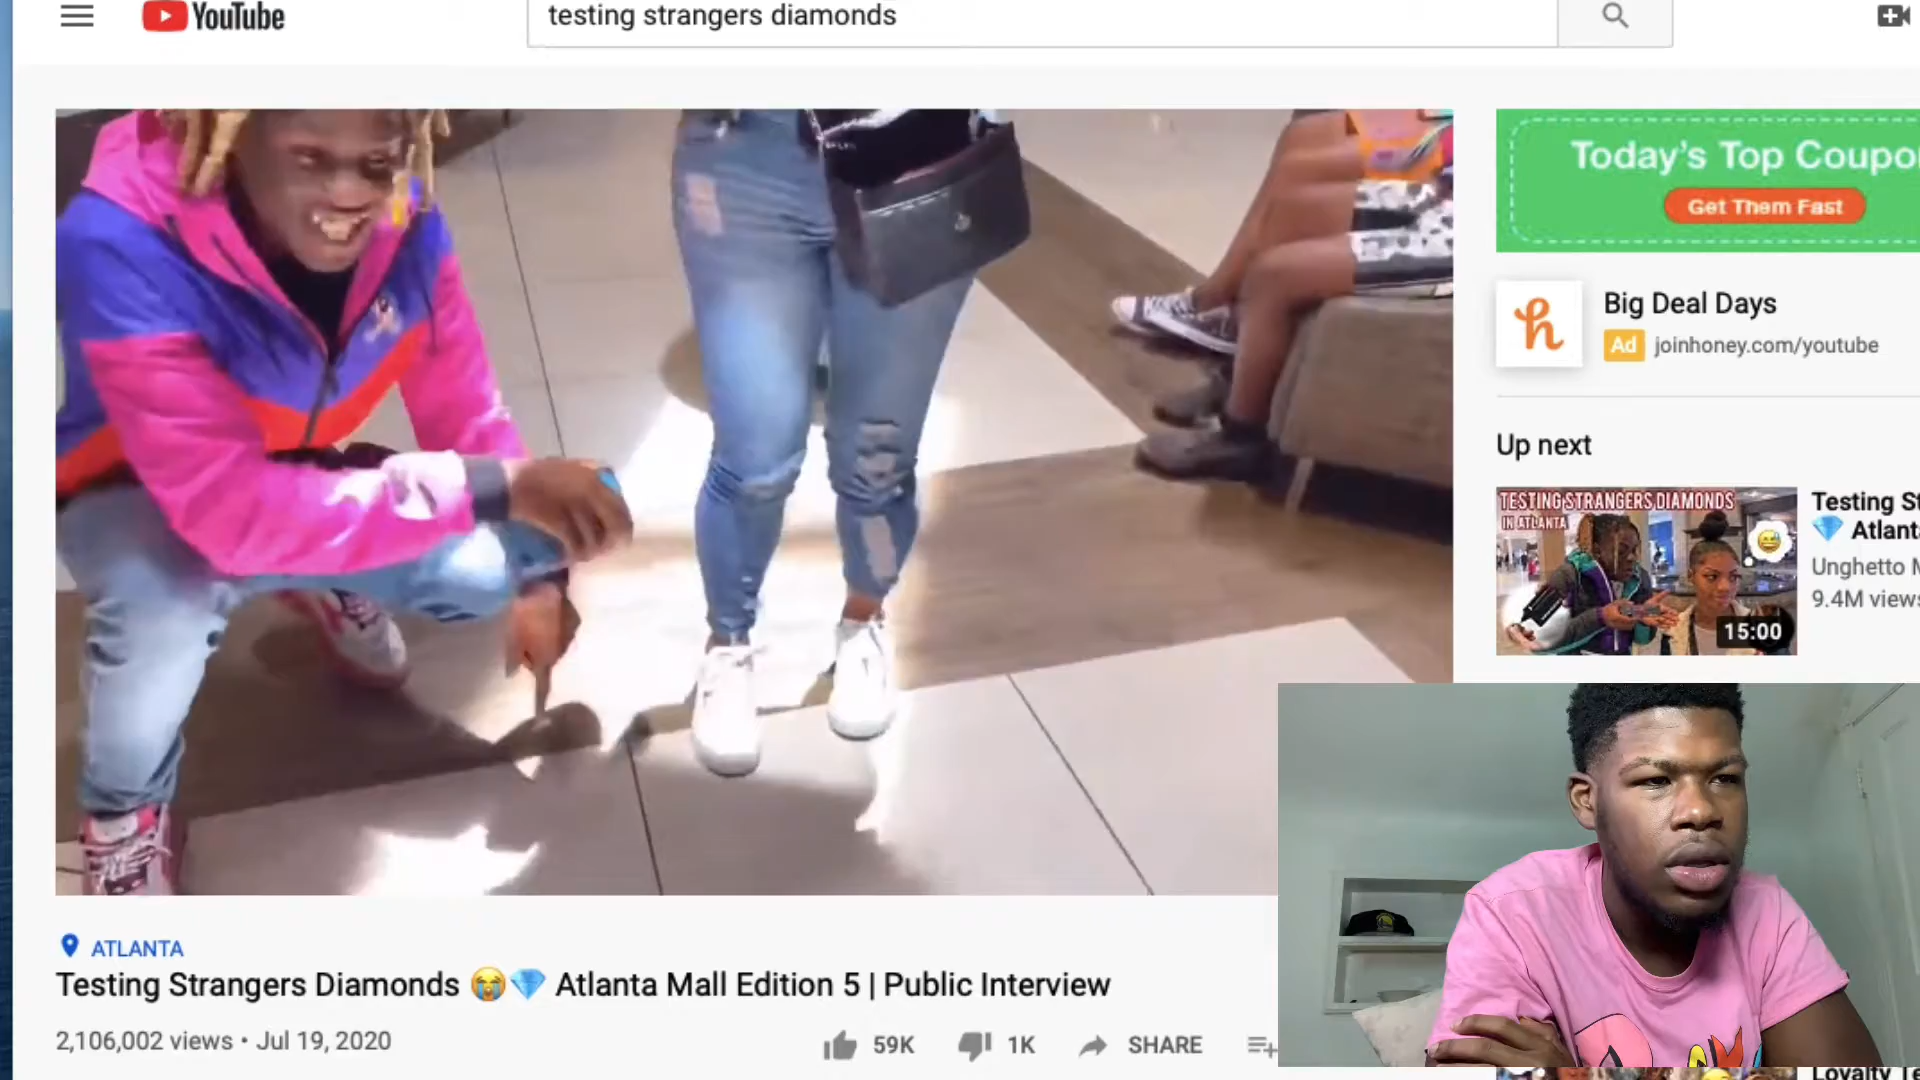 YouTube
testing strangers diamonds
Today's Top Coupo
Get Them Fast
Big Deal Days
Ad joinhoney.com/youtube
Up next
TESTING STRANGERS DIAMONDS
IN ATLANTA
15:00
Testing St
💎 Atlant
Unghetto M
9.4M views
ATLANTA
Testing Strangers Diamonds 😭💎 Atlanta Mall Edition 5 | Public Interview
2,106,002 views • Jul 19, 2020
59K
1K
SHARE
Loyalty Te